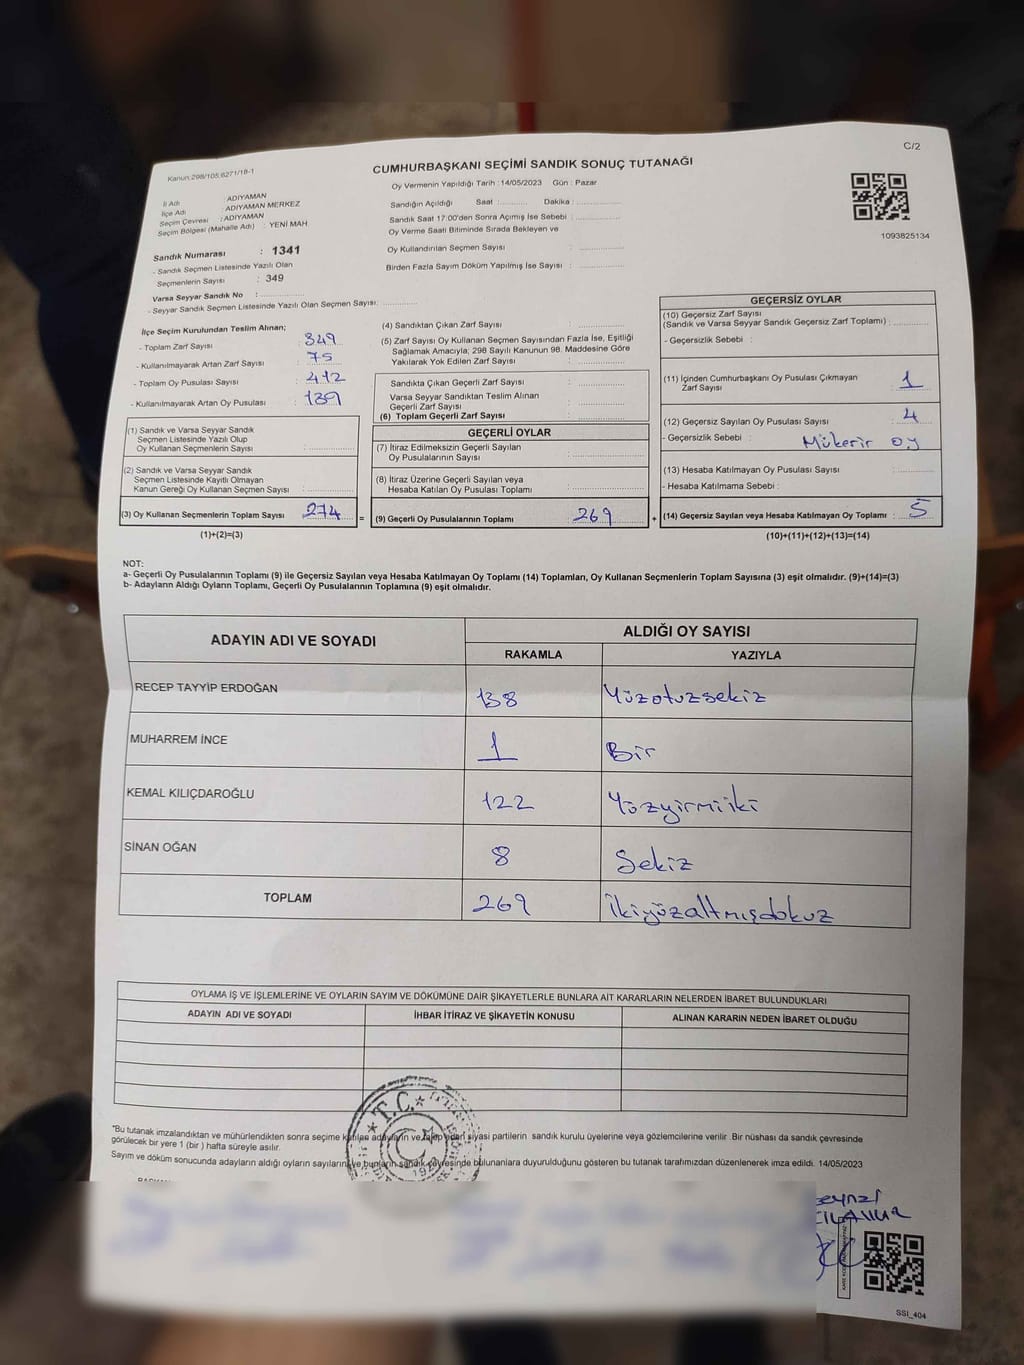 C/2
CUMHURBAŞKANI SEÇİMİ SANDIK SONUÇ TUTANAĞI
Kanun:298/105,6271/18-1
Oy Vermenin Yapıldığı Tarih :14/05/2023 Gün : Pazar
İl Adı : ADIYAMAN
İlçe Adı : ADIYAMAN MERKEZ
Seçim Çevresi : ADIYAMAN
Seçim Bölgesi (Mahalle Adı) : YENİ MAH
Sandık Numarası : 1341
- Sandık Seçmen Listesinde Yazılı Olan
Seçmenlerin Sayısı : 349
Varsa Seyyar Sandık No :
- Seyyar Sandık Seçmen Listesinde Yazılı Olan Seçmen Sayısı:
Sandığın Açıldığı Saat : Dakika :
Sandık Saat 17:00'den Sonra Açımış İse Sebebi :
Oy Verme Saati Bitiminde Sırada Bekleyen ve
Oy Kullandırılan Seçmen Sayısı :
Birden Fazla Sayım Döküm Yapılmış İse Sayısı :
1093825134
İlçe Seçim Kurulundan Teslim Alınan;
- Toplam Zarf Sayısı : 349
- Kullanılmayarak Artan Zarf Sayısı : 75
- Toplam Oy Pusulası Sayısı : 412
- Kullanılmayarak Artan Oy Pusulası : 139
(1) Sandık ve Varsa Seyyar Sandık
Seçmen Listesinde Yazılı Olup
Oy Kullanan Seçmenlerin Sayısı :
(2) Sandık ve Varsa Seyyar Sandık
Seçmen Listesinde Kayıtlı Olmayan
Kanun Gereği Oy Kullanan Seçmen Sayısı :
(3) Oy Kullanan Seçmenlerin Toplam Sayısı : 274 =
(1)+(2)=(3)
(4) Sandıktan Çıkan Zarf Sayısı :
(5) Zarf Sayısı Oy Kullanan Seçmen Sayısından Fazla İse, Eşitliği
Sağlamak Amacıyla; 298 Sayılı Kanunun 98. Maddesine Göre
Yakılarak Yok Edilen Zarf Sayısı :
Sandıkta Çıkan Geçerli Zarf Sayısı :
Varsa Seyyar Sandıktan Teslim Alınan
Geçerli Zarf Sayısı :
(6) Toplam Geçerli Zarf Sayısı :
GEÇERLİ OYLAR
(7) İtiraz Edilmeksizin Geçerli Sayılan
Oy Pusulalarının Sayısı :
(8) İtiraz Üzerine Geçerli Sayılan veya
Hesaba Katılan Oy Pusulası Toplamı :
(9) Geçerli Oy Pusulalarının Toplamı : 269 +
GEÇERSİZ OYLAR
(10) Geçersiz Zarf Sayısı
(Sandık ve Varsa Seyyar Sandık Geçersiz Zarf Toplamı) :
- Geçersizlik Sebebi :
(11) İçinden Cumhurbaşkanı Oy Pusulası Çıkmayan
Zarf Sayısı : 1
(12) Geçersiz Sayılan Oy Pusulası Sayısı : 4
- Geçersizlik Sebebi : Mükerir oy
(13) Hesaba Katılmayan Oy Pusulası Sayısı :
- Hesaba Katılmama Sebebi :
(14) Geçersiz Sayılan veya Hesaba Katılmayan Oy Toplamı : 5
(10)+(11)+(12)+(13)=(14)
NOT:
a- Geçerli Oy Pusulalarının Toplamı (9) ile Geçersiz Sayılan veya Hesaba Katılmayan Oy Toplamı (14) Toplamları, Oy Kullanan Seçmenlerin Toplam Sayısına (3) eşit olmalıdır. (9)+(14)=(3)
b- Adayların Aldığı Oyların Toplamı, Geçerli Oy Pusulalarının Toplamına (9) eşit olmalıdır.
ADAYIN ADI VE SOYADI
ALDIĞI OY SAYISI
RAKAMLA YAZIYLA
RECEP TAYYİP ERDOĞAN 138 Yüzotuzsekiz
MUHARREM İNCE 1 Bir
KEMAL KILIÇDAROĞLU 122 Yüzyirmiiki
SİNAN OĞAN 8 Sekiz
TOPLAM 269 İkiyüzaltmışdokuz
OYLAMA İŞ VE İŞLEMLERİNE VE OYLARIN SAYIM VE DÖKÜMÜNE DAİR ŞİKAYETLERLE BUNLARA AİT KARARLARIN NELERDEN İBARET BULUNDUKLARI
ADAYIN ADI VE SOYADI İHBAR İTİRAZ VE ŞİKAYETİN KONUSU ALINAN KARARIN NEDEN İBARET OLDUĞU
T.C.
*Bu tutanak imzalandıktan ve mühürlendikten sonra seçime katılan adayların ve talep eden siyasi partilerin sandık kurulu üyelerine veya gözlemcilerine verilir. Bir nüshası da sandık çevresinde
görülecek bir yere 1 (bir ) hafta süreyle asılır.
Sayım ve döküm sonucunda adayların aldığı oyların sayılarını ve bunların sandık çevresinde bulunanlara duyurulduğunu gösteren bu tutanak tarafımızdan düzenlenerek imza edildi. 14/05/2023
SSI_404